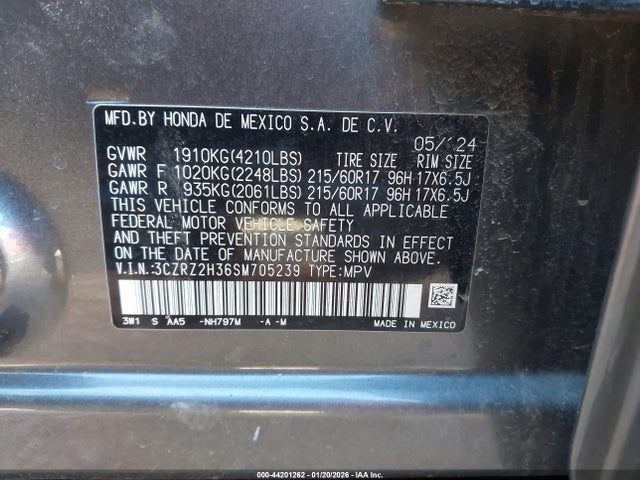 MFD.BY HONDA DE MEXICO S.A. DE C.V.
05/'24
GVWR 1910KG(4210LBS) TIRE SIZE RIM SIZE
GAWR F 1020KG(2248LBS) 215/60R17 96H 17X6.5J
GAWR R 935KG(2061LBS) 215/60R17 96H 17X6.5J
THIS VEHICLE CONFORMS TO ALL APPLICABLE
FEDERAL MOTOR VEHICLE SAFETY
AND THEFT PREVENTION STANDARDS IN EFFECT
ON THE DATE OF MANUFACTURE SHOWN ABOVE.
V.I.N.:3CZRZ2H36SM705239 TYPE:MPV
3W1 S AA5 -NH797M -A-M MADE IN MEXICO
000-44201262 - 01/20/2026 - IAA Inc.